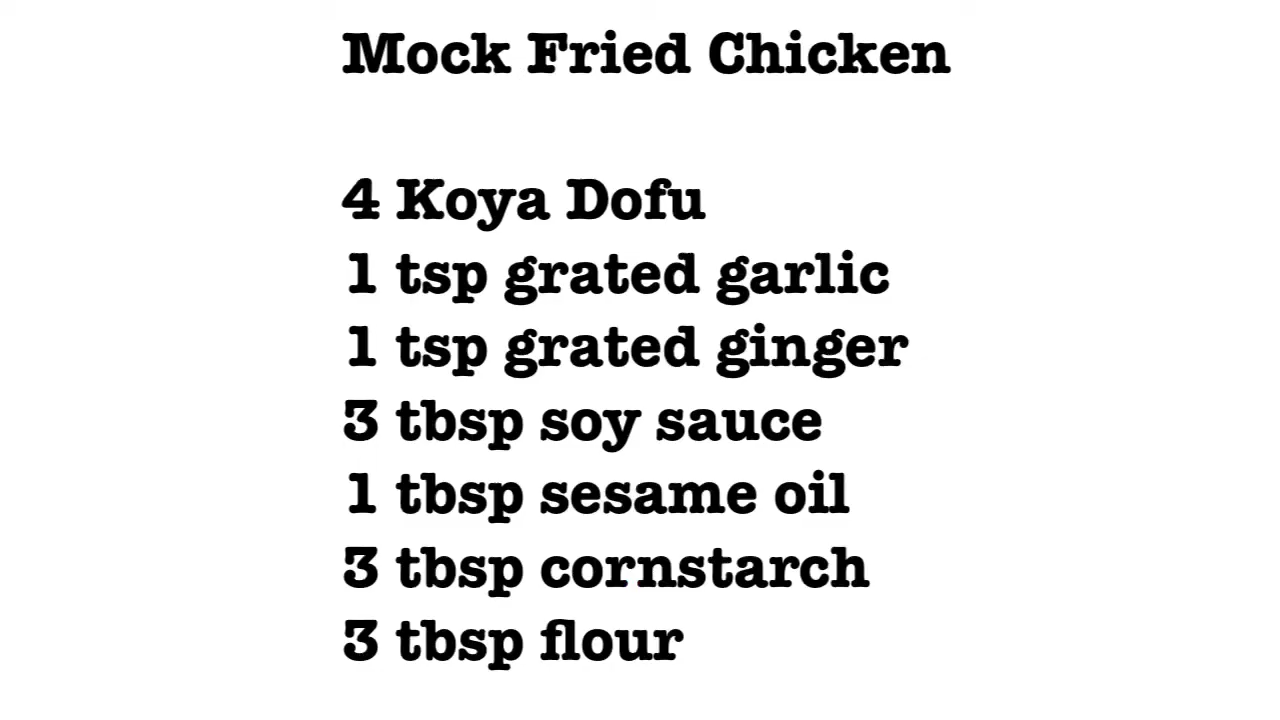 Mock Fried Chicken
4 Koya Dofu
1 tsp grated garlic
1 tsp grated ginger
3 tbsp soy sauce
1 tbsp sesame oil
3 tbsp cornstarch
3 tbsp flour